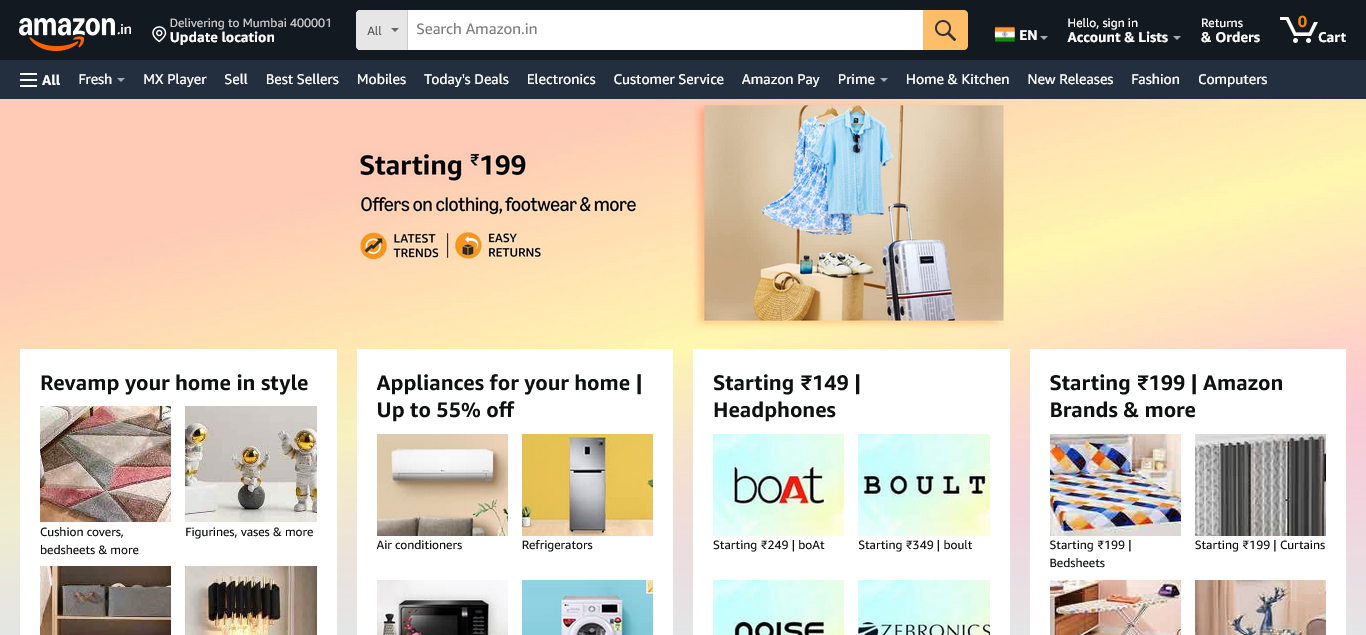 amazon.in
Delivering to Mumbai 400001
Update location
All
Search Amazon.in
EN
Hello, sign in
Account & Lists
Returns
& Orders
0
Cart
All
Fresh
MX Player
Sell
Best Sellers
Mobiles
Today's Deals
Electronics
Customer Service
Amazon Pay
Prime
Home & Kitchen
New Releases
Fashion
Computers
Starting ₹199
Offers on clothing, footwear & more
LATEST
TRENDS
EASY
RETURNS
Revamp your home in style
Cushion covers,
bedsheets & more
Figurines, vases & more
Appliances for your home |
Up to 55% off
Air conditioners
Refrigerators
Starting ₹149 |
Headphones
boAt
BOULT
Starting ₹249 | boAt
Starting ₹349 | boult
noise
ZEBRONICS
Starting ₹199 | Amazon
Brands & more
Starting ₹199 |
Bedsheets
Starting ₹199 | Curtains